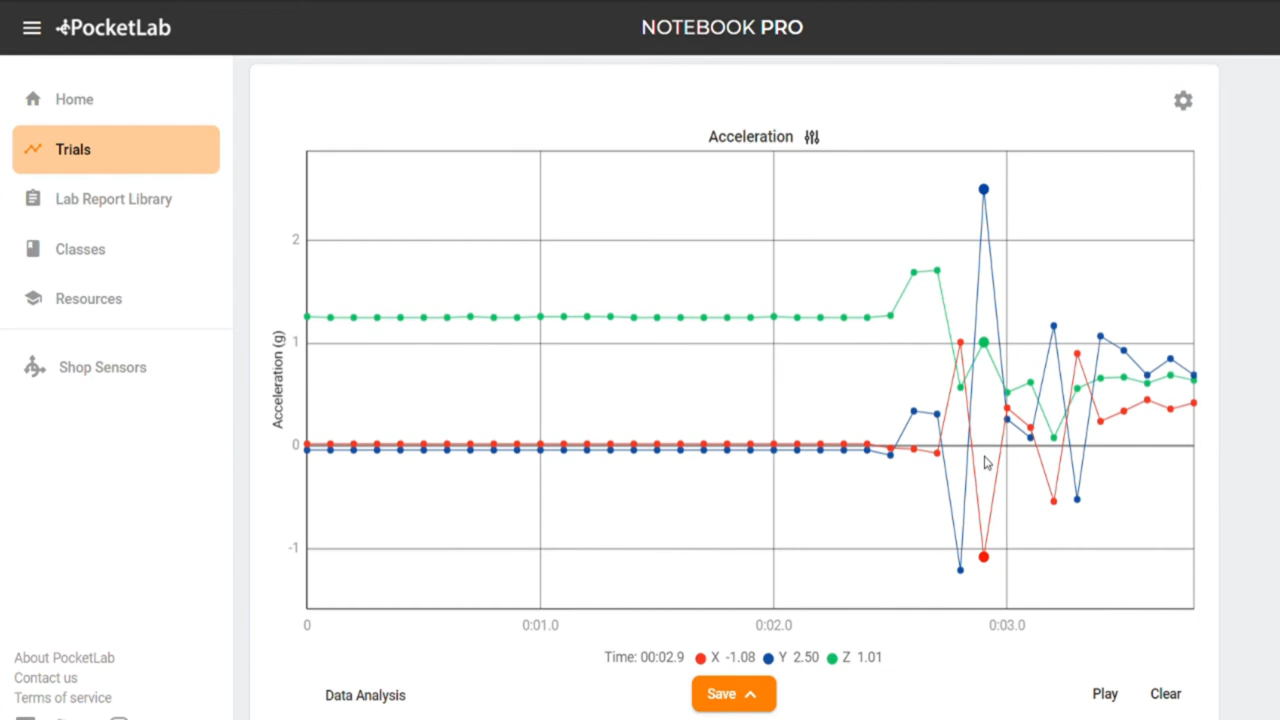 PocketLab
NOTEBOOK PRO
Home
Trials
Lab Report Library
Classes
Resources
Shop Sensors
About PocketLab
Contact us
Terms of service
Acceleration
Acceleration (g)
2
1
0
-1
0 0:01.0 0:02.0 0:03.0
Time: 00:02.9 X -1.08 Y 2.50 Z 1.01
Data Analysis Save Play Clear